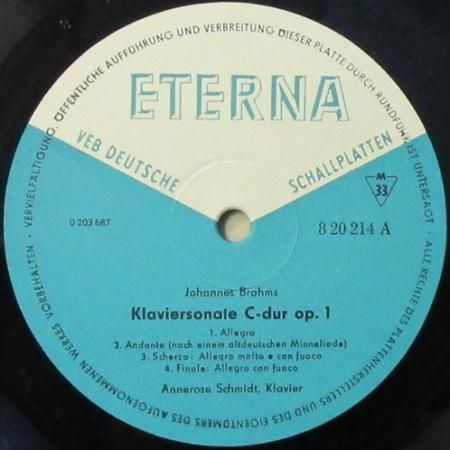 VERVIELFÄLTIGUNG, ÖFFENTLICHE AUFFÜHRUNG UND VERBREITUNG DIESER PLATTE DURCH RUNDFUNK IST UNTERSAGT · ALLE RECHTE DES PLATTENHERSTELLERS UND DES EIGENTÜMERS DES AUFGENOMMENEN WERKES VORBEHALTEN ·
ETERNA
VEB DEUTSCHE SCHALLPLATTEN
M
33
0 203 687
8 20 214 A
Johannes Brahms
Klaviersonate C-dur op. 1
1. Allegro
2. Andante (nach einem altdeutschen Minneliede)
3. Scherzo: Allegro molto e con fuoco
4. Finale: Allegro con fuoco
Annerose Schmidt, Klavier